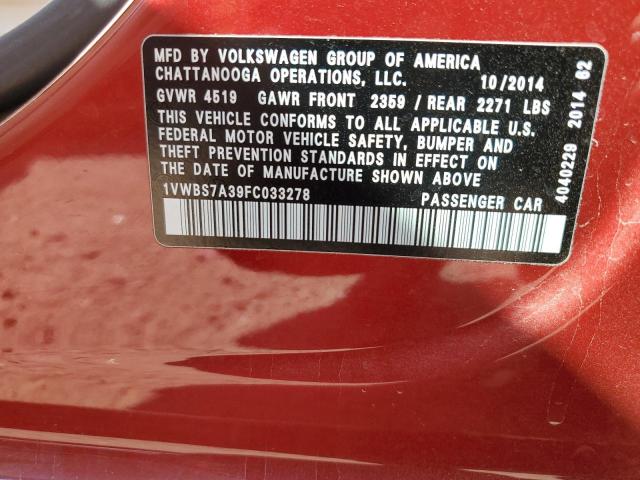 MFD BY VOLKSWAGEN GROUP OF AMERICA
CHATTANOOGA OPERATIONS, LLC. 10/2014
GVWR 4519 GAWR FRONT 2359 / REAR 2271 LBS
THIS VEHICLE CONFORMS TO ALL APPLICABLE U.S.
FEDERAL MOTOR VEHICLE SAFETY, BUMPER AND
THEFT PREVENTION STANDARDS IN EFFECT ON
THE DATE OF MANUFACTURE SHOWN ABOVE
1VWBS7A39FC033278 PASSENGER CAR
4040229 2014 62